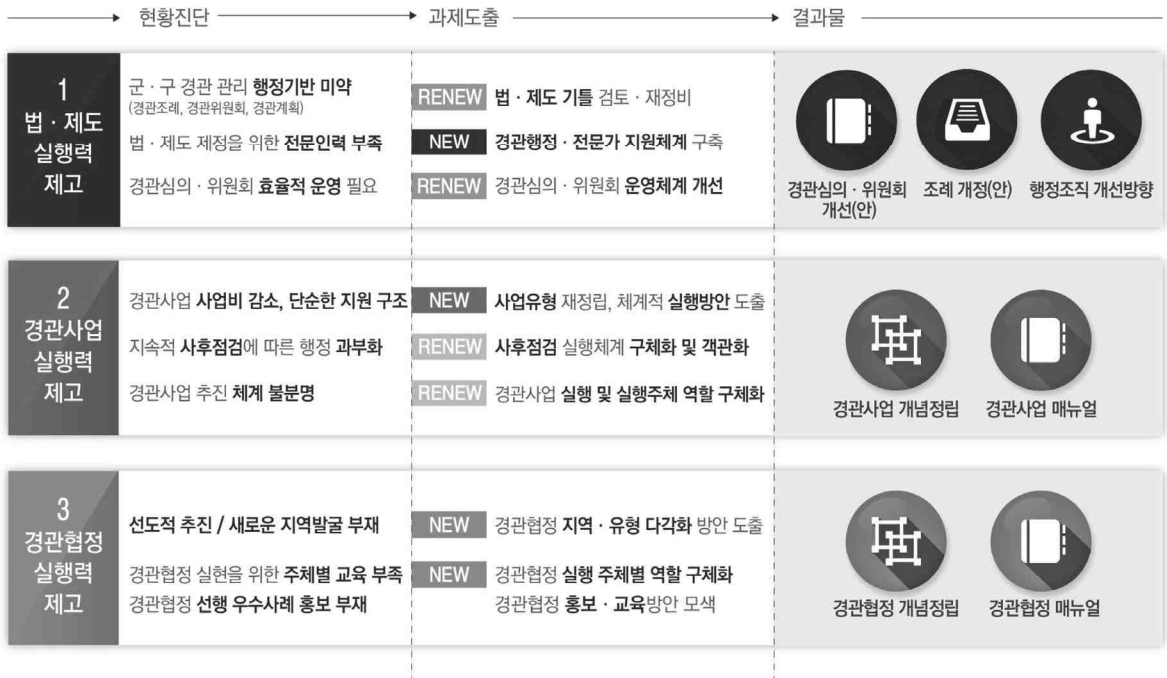 현황진단
과제도출
결과물
1
법 · 제도
실행력
제고
군 · 구 경관 관리 행정기반 미약
(경관조례, 경관위원회, 경관계획)
법 · 제도 제정을 위한 전문인력 부족
경관심의 · 위원회 효율적 운영 필요
RENEW 법 · 제도 기틀 검토 · 재정비
NEW 경관행정 · 전문가 지원체계 구축
RENEW 경관심의 · 위원회 운영체계 개선
경관심의 · 위원회
개선(안)
조례 개정(안)
행정조직 개선방향
2
경관사업
실행력
제고
경관사업 사업비 감소, 단순한 지원 구조
지속적 사후점검에 따른 행정 과부화
경관사업 추진 체계 불분명
NEW 사업유형 재정립, 체계적 실행방안 도출
RENEW 사후점검 실행체계 구체화 및 객관화
RENEW 경관사업 실행 및 실행주체 역할 구체화
경관사업 개념정립
경관사업 매뉴얼
3
경관협정
실행력
제고
선도적 추진 / 새로운 지역발굴 부재
경관협정 실현을 위한 주체별 교육 부족
경관협정 선행 우수사례 홍보 부재
NEW 경관협정 지역 · 유형 다각화 방안 도출
NEW 경관협정 실행 주체별 역할 구체화
경관협정 홍보 · 교육방안 모색
경관협정 개념정립
경관협정 매뉴얼